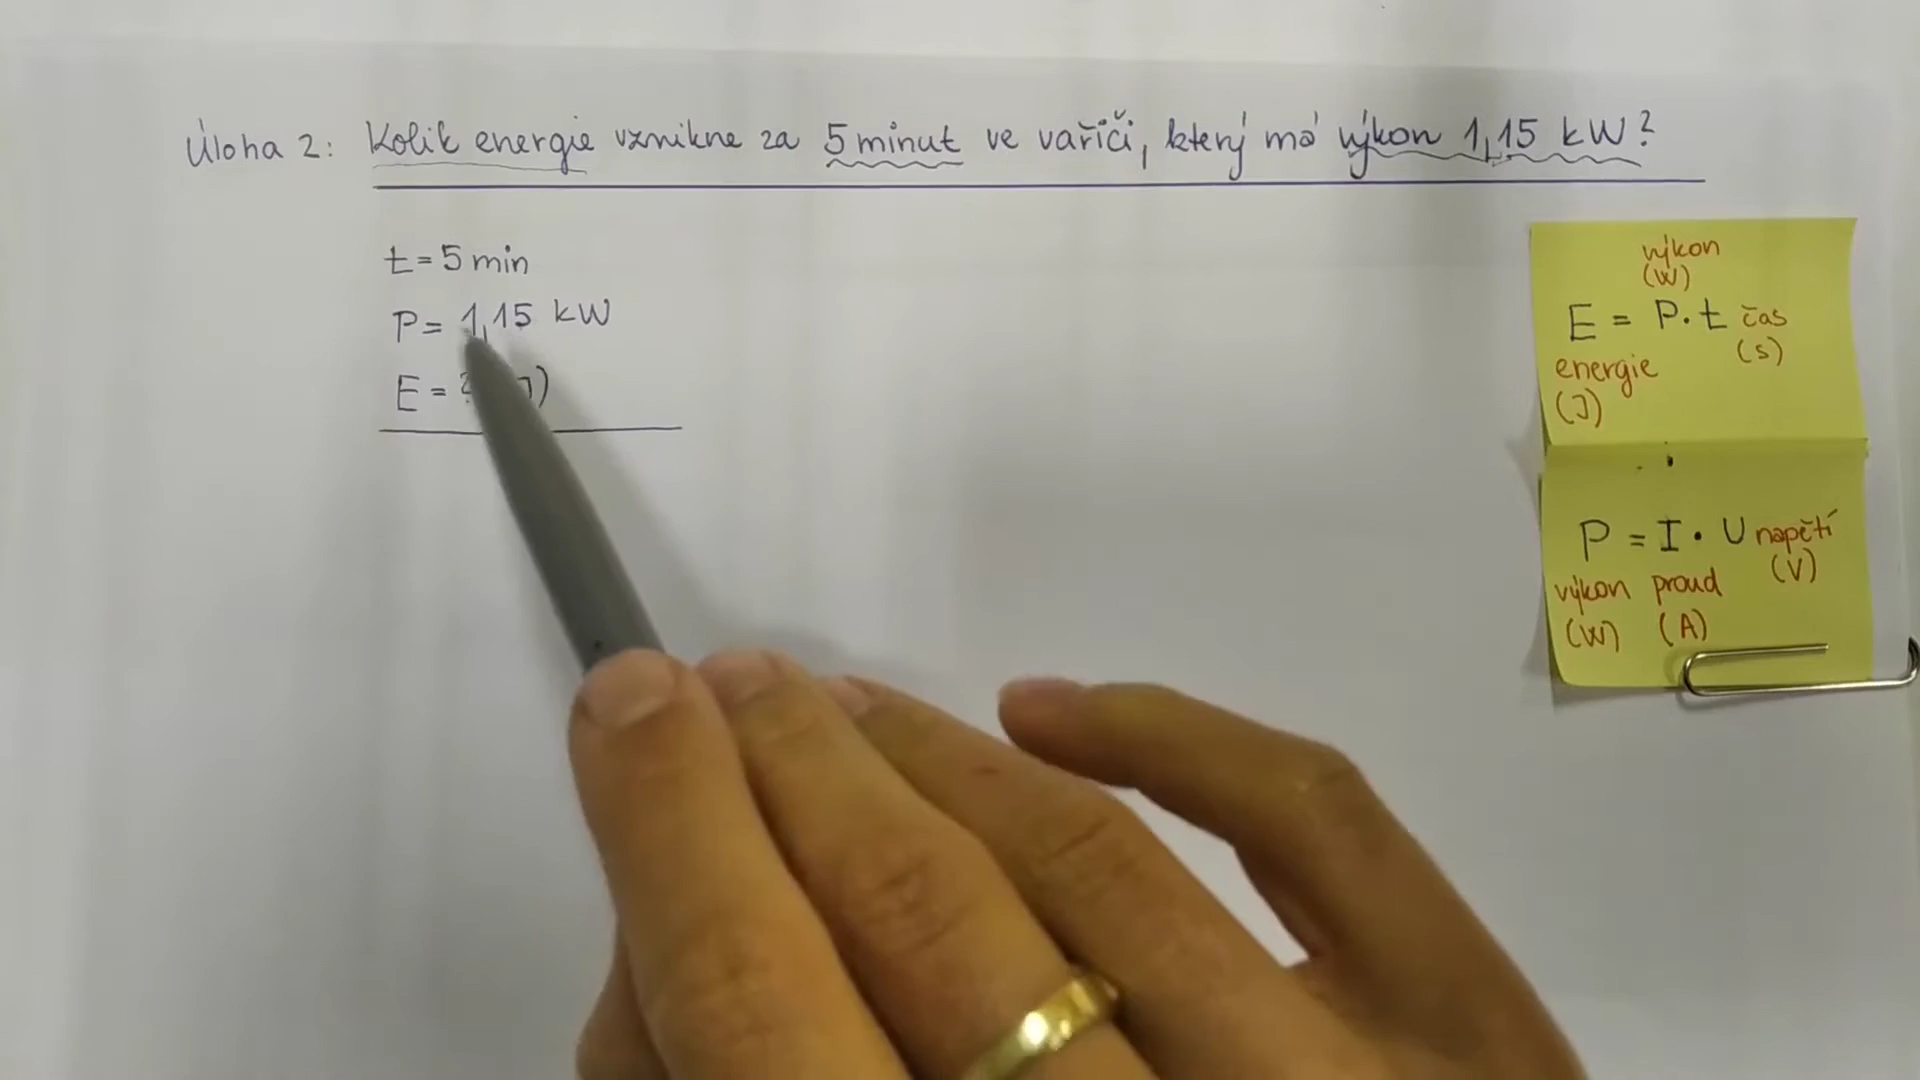 Úloha 2: Kolik energie vznikne za 5 minut ve vařiči, který má výkon 1,15 kW?
t = 5 min
P = 1,15 kW
E = ? J)
výkon
(W)
E = P · t čas
(s)
energie
(J)
P = I · U napětí
(V)
výkon proud
(W) (A)